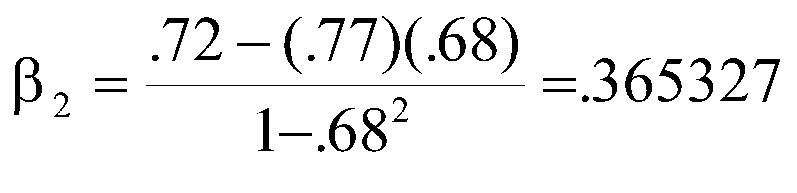 β₂ = .72 − (.77)(.68) / 1−.68² =.365327